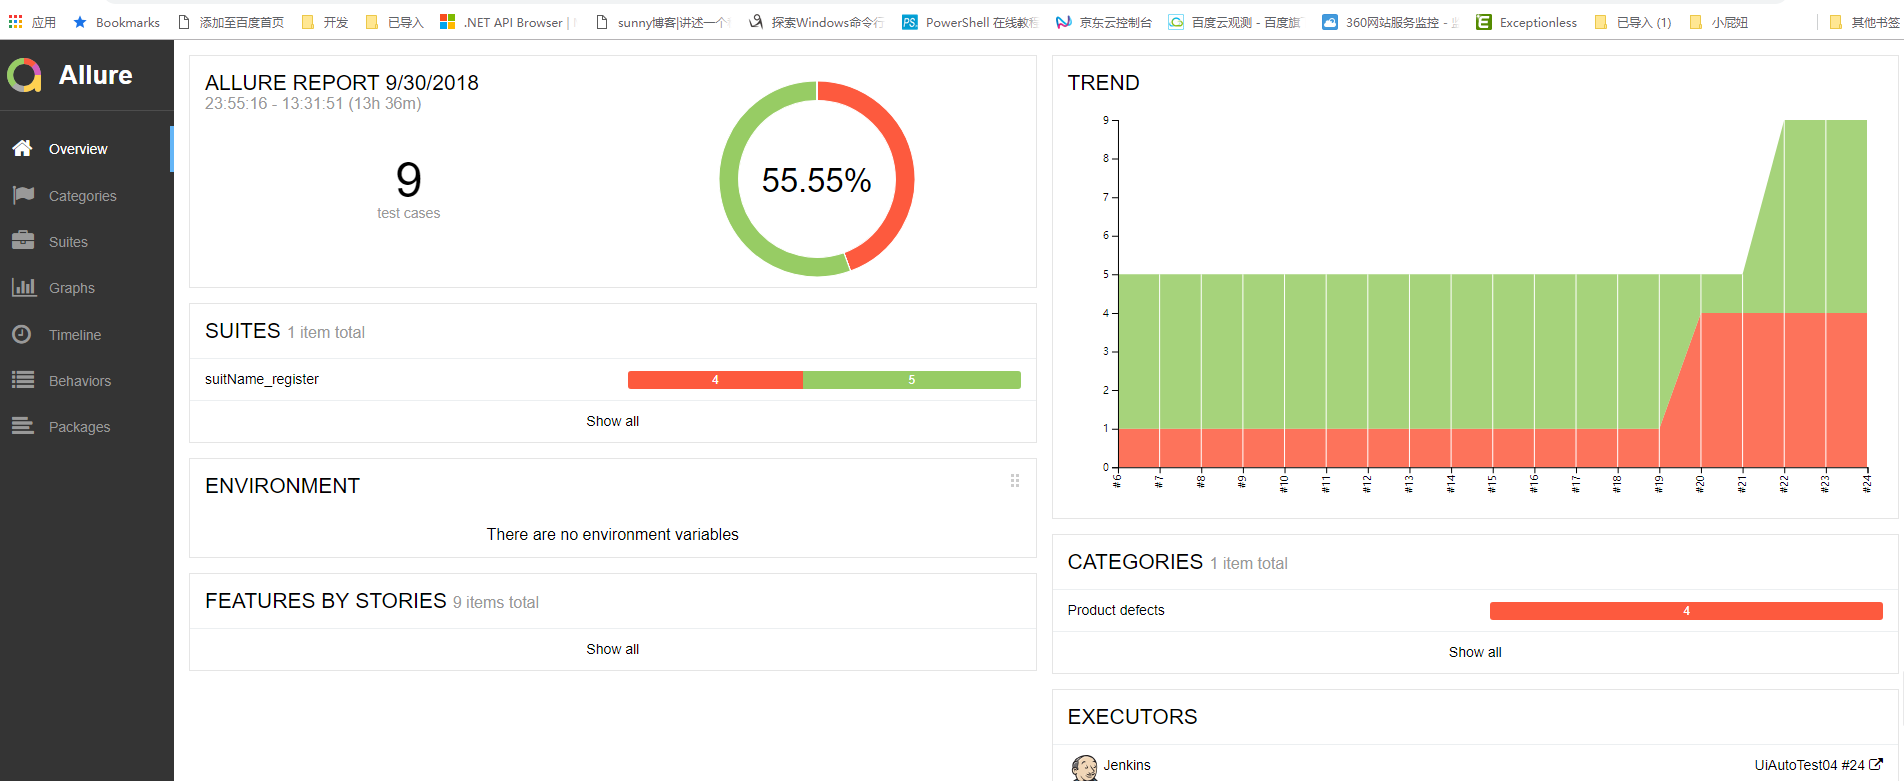 应用
Bookmarks
添加至百度首页
开发
已导入
.NET API Browser |
sunny博客|讲述一个
探索Windows命令行
PowerShell 在线教程
京东云控制台
百度云观测 - 百度旗
360网站服务监控 -
Exceptionless
已导入 (1)
小屁妞
其他书签
Allure
Overview
Categories
Suites
Graphs
Timeline
Behaviors
Packages
ALLURE REPORT 9/30/2018
23:55:16 - 13:31:51 (13h 36m)
9
test cases
55.55%
SUITES 1 item total
suitName_register
4
5
Show all
ENVIRONMENT
There are no environment variables
FEATURES BY STORIES 9 items total
Show all
TREND
9
8
7
6
5
4
3
2
1
0
#6
#7
#8
#9
#10
#11
#12
#13
#14
#15
#16
#17
#18
#19
#20
#21
#22
#23
#24
CATEGORIES 1 item total
Product defects
4
Show all
EXECUTORS
Jenkins
UiAutoTest04 #24